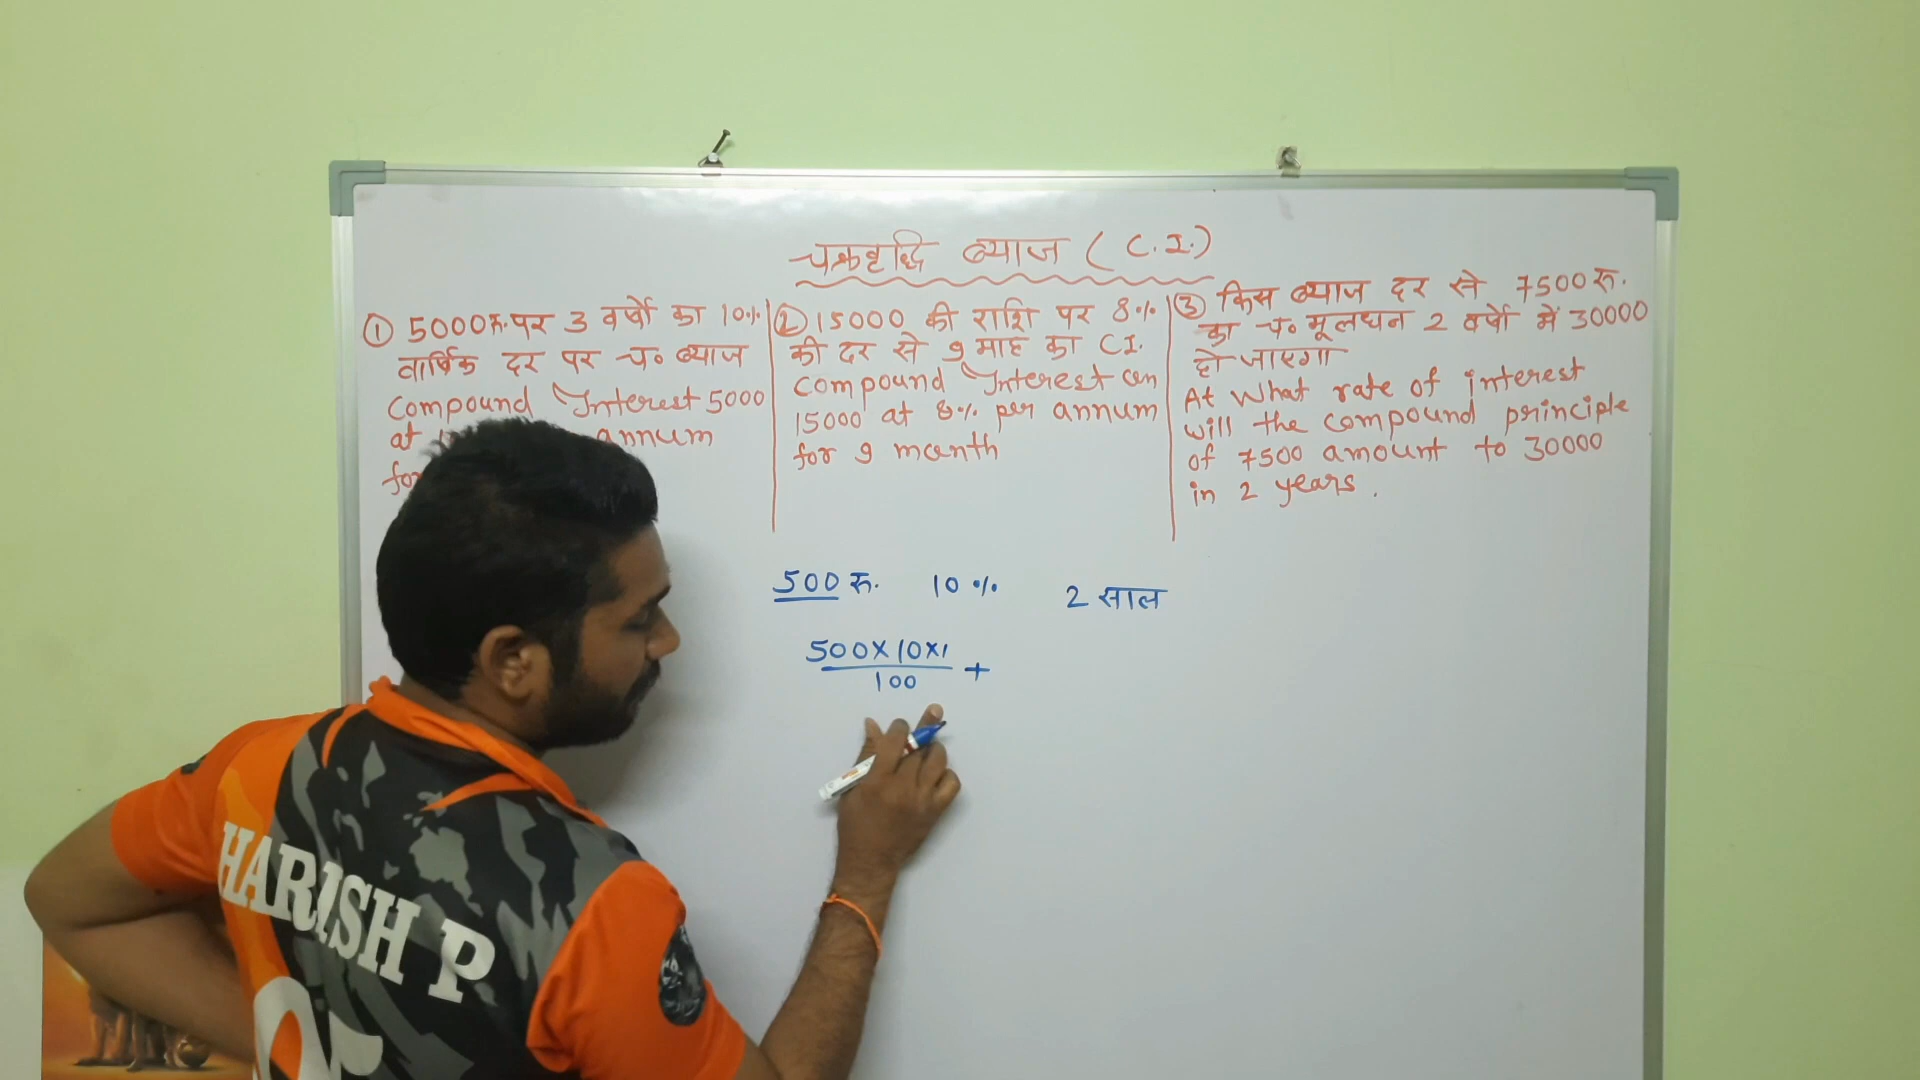 चक्रवृद्धि ब्याज ( C.I.)
① 5000रु. पर 3 वर्षों का 10%
वार्षिक दर पर च० ब्याज
Compound Interest 5000
at annum
for
② 15000 की राशि पर 8%
की दर से 9 माह का CI.
Compound Interest on
15000 at 8% per annum
for 9 month
③ किस ब्याज दर से 7500रु.
का च० मूलधन 2 वर्षों में 30000
हो जाएगा
At What rate of interest
will the compound principle
of 7500 amount to 30000
in 2 years.
500 रु. 10 % 2 साल
500×10×1
100 +
HARISH P